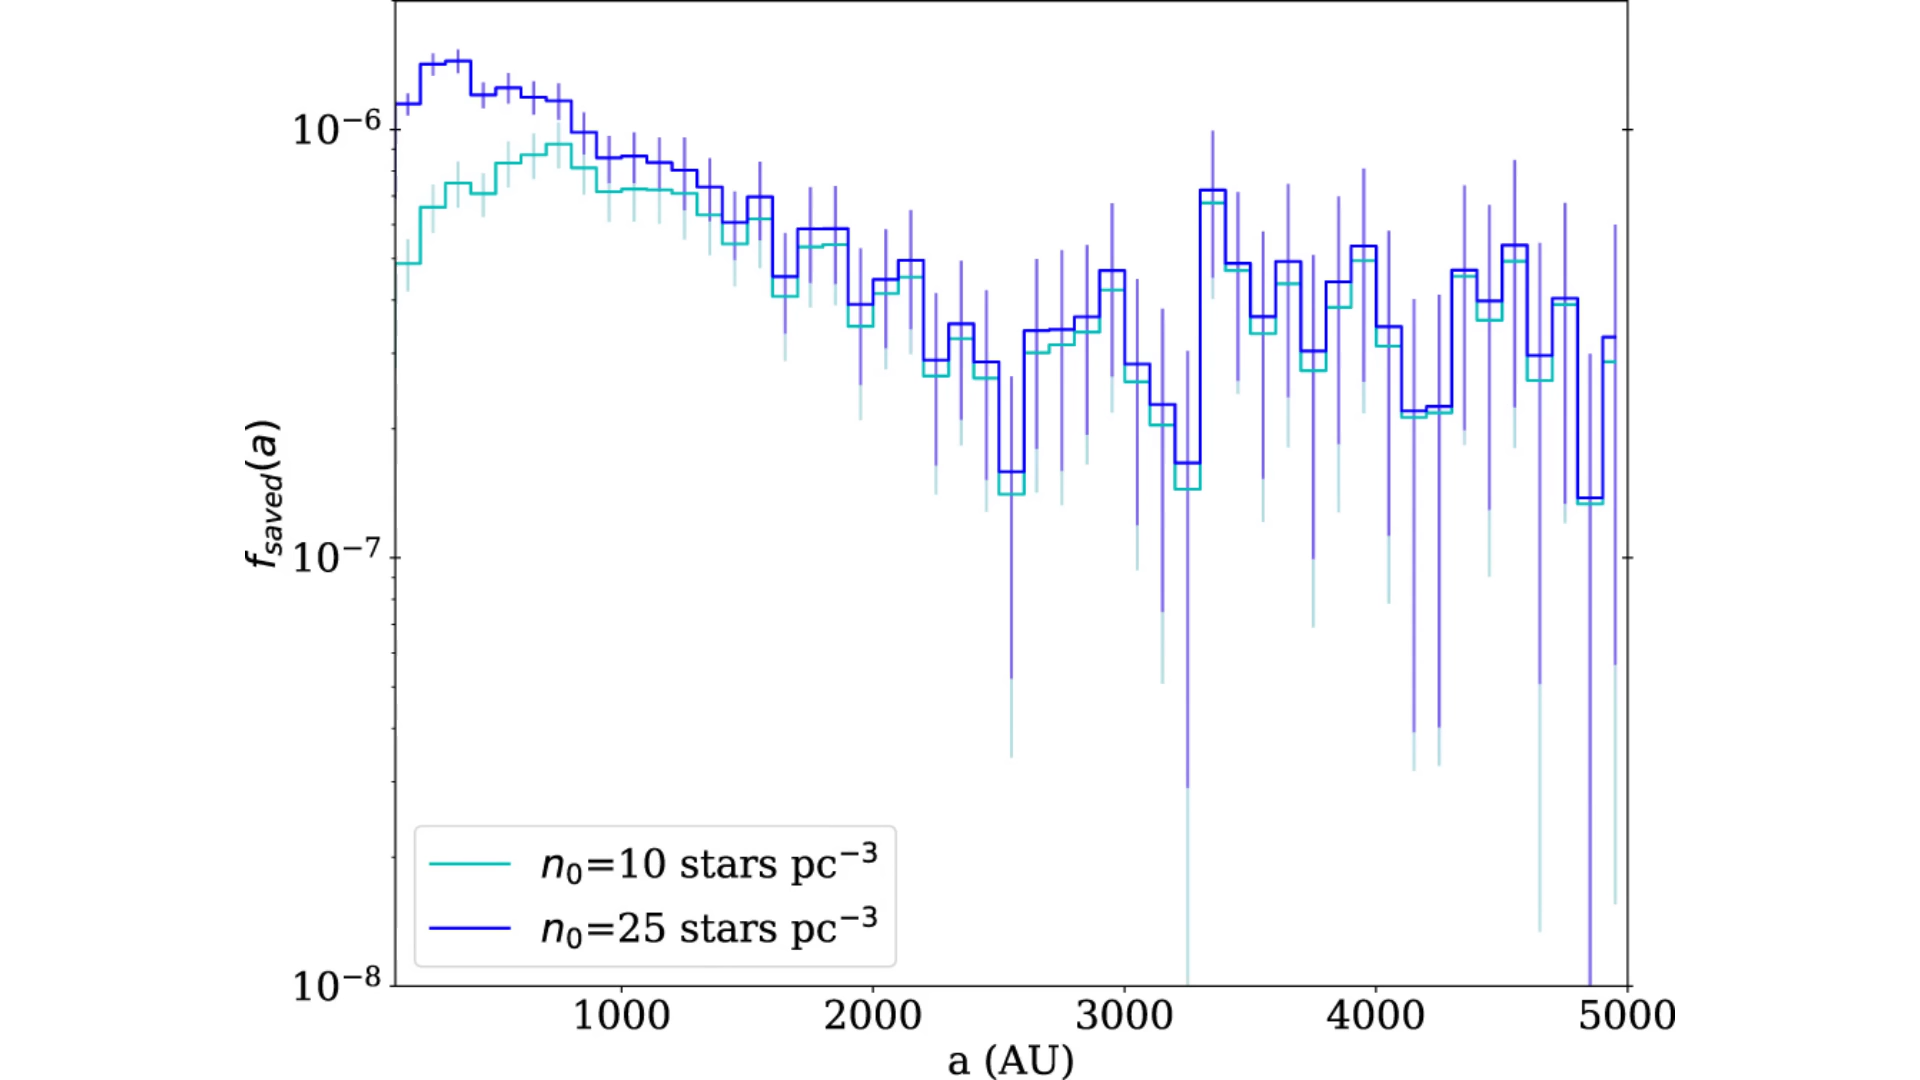 10⁻⁶
f_saved(a)
10⁻⁷
n₀=10 stars pc⁻³
n₀=25 stars pc⁻³
10⁻⁸
1000 2000 3000 4000 5000
a (AU)